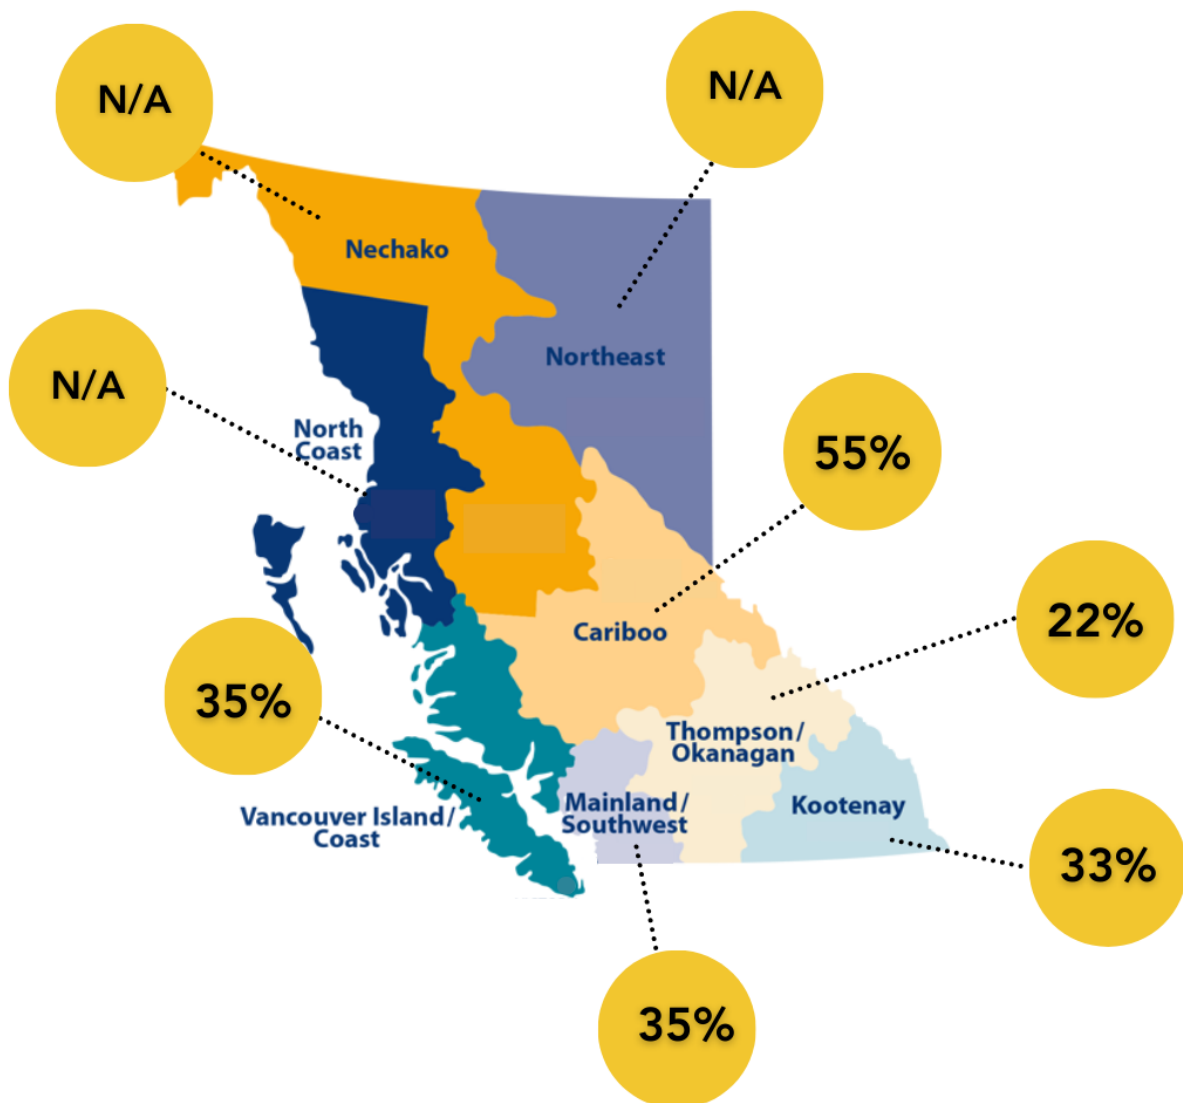 N/A
N/A
Nechako
Northeast
N/A
North
Coast
55%
22%
Cariboo
35%
Thompson/
Okanagan
Vancouver Island/
Coast
Mainland/
Southwest
Kootenay
33%
35%